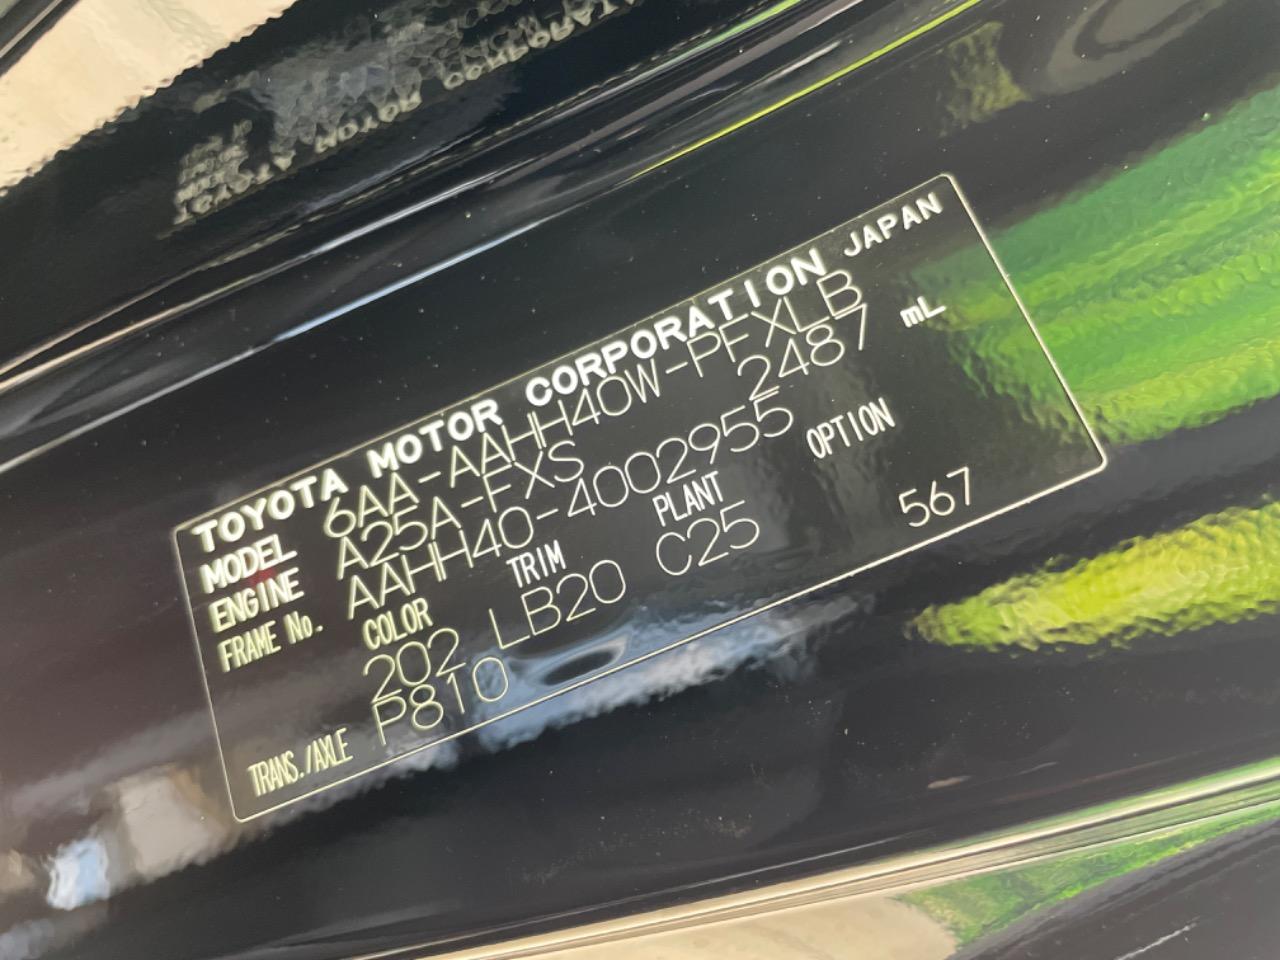 TOYOTA MOTOR CORPORATION JAPAN
MODEL 6AA-AAHH40W-PFXLB
ENGINE A25A-FXS 2487 mL
FRAME No. AAHH40-4002955
COLOR TRIM PLANT OPTION
202 LB20 C25 567
TRANS./AXLE P810